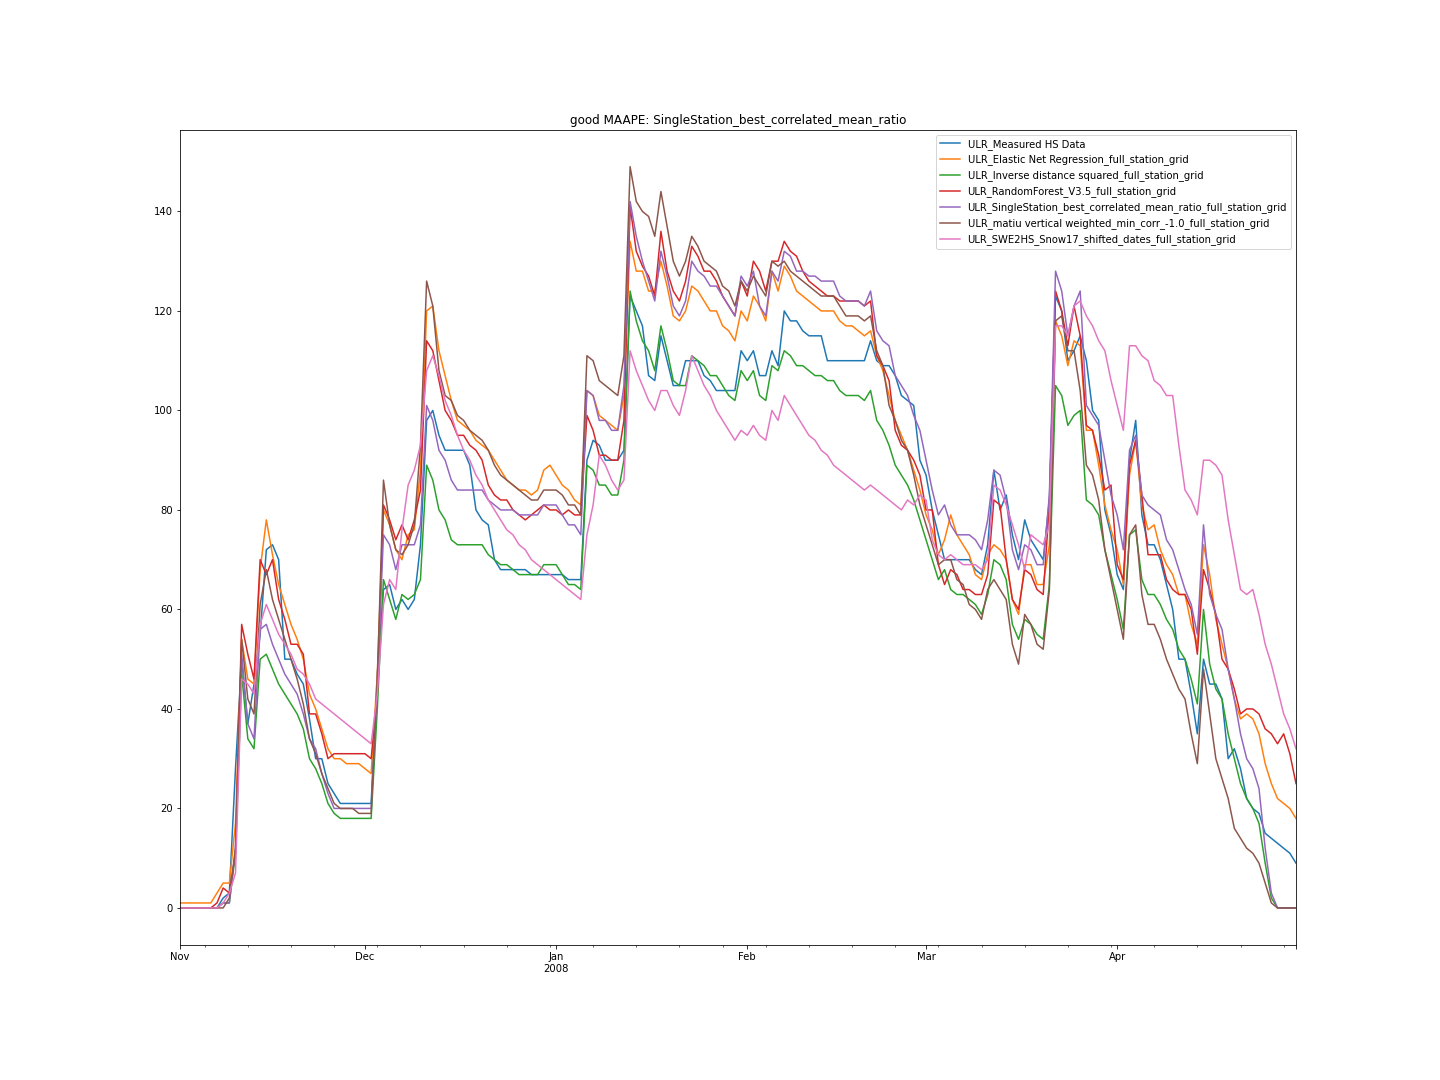 good MAAPE: SingleStation_best_correlated_mean_ratio
ULR_Measured HS Data
ULR_Elastic Net Regression_full_station_grid
ULR_Inverse distance squared_full_station_grid
ULR_RandomForest_V3.5_full_station_grid
ULR_SingleStation_best_correlated_mean_ratio_full_station_grid
ULR_matiu vertical weighted_min_corr_-1.0_full_station_grid
ULR_SWE2HS_Snow17_shifted_dates_full_station_grid
140
120
100
80
60
40
20
0
Nov Dec Jan Feb Mar Apr
2008